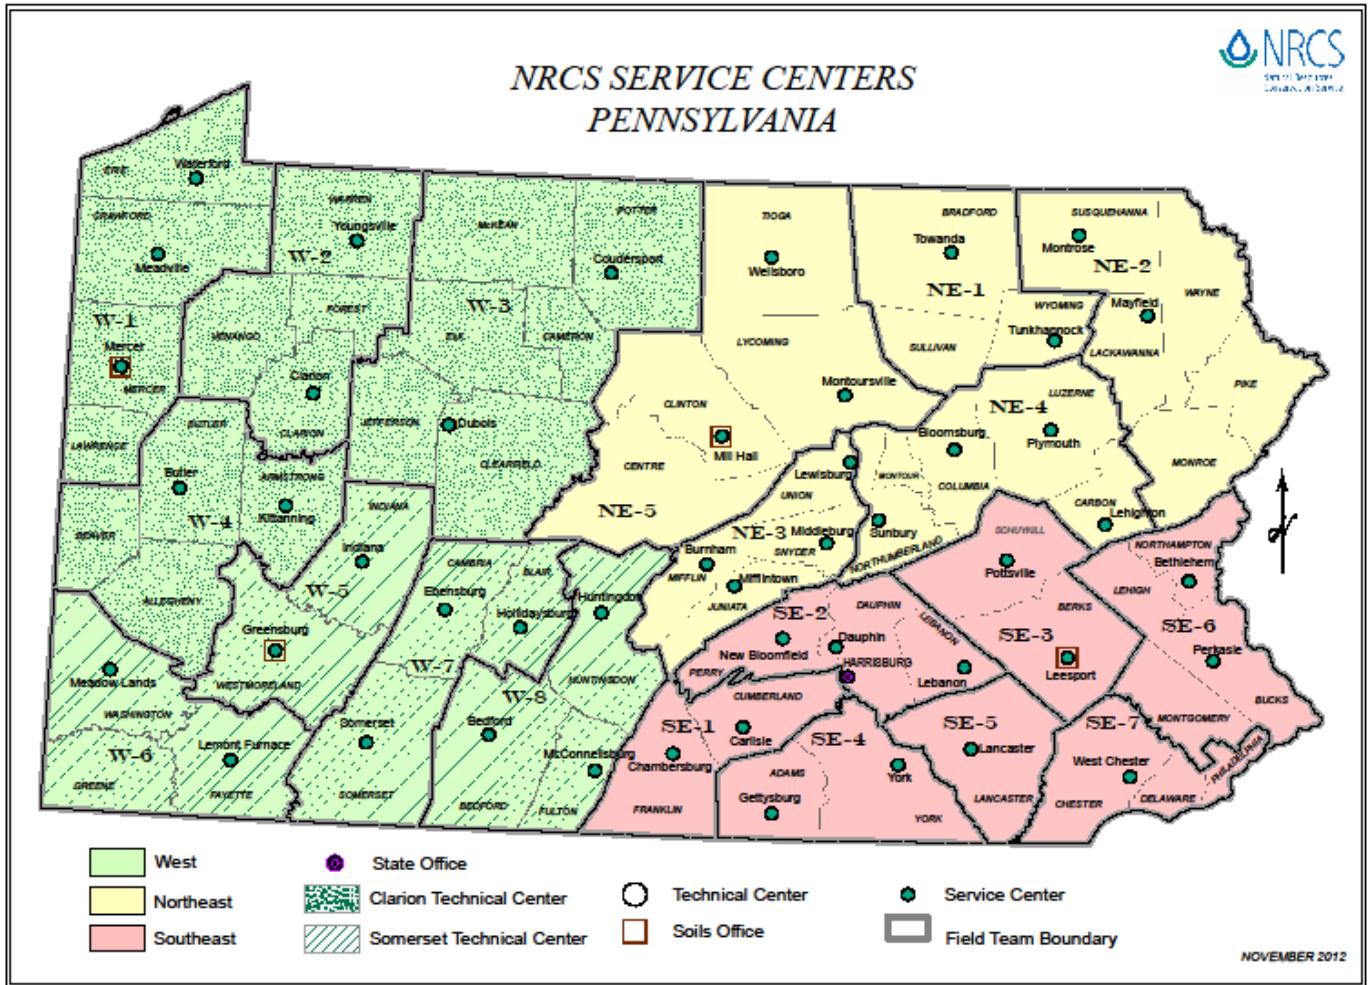 NRCS
Natural Resources
Conservation Service
NRCS SERVICE CENTERS
PENNSYLVANIA
ERIE
Waterford
CRAWFORD
Meadville
WARREN
Youngsville
W-2
McKEAN
POTTER
Coudersport
TIOGA
Wellsboro
BRADFORD
Towanda
NE-1
SUSQUEHANNA
Montrose
NE-2
WAYNE
Mayfield
WYOMING
Tunkhannock
LACKAWANNA
SULLIVAN
W-1
Mercer
MERCER
VENANGO
FOREST
W-3
ELK
CAMERON
LYCOMING
Montoursville
Clarion
CLARION
LAWRENCE
BUTLER
JEFFERSON
Dubois
CLEARFIELD
CLINTON
Mill Hall
CENTRE
NE-5
Lewisburg
UNION
MONTOUR
Bloomsburg
COLUMBIA
NE-4
LUZERNE
Plymouth
PIKE
MONROE
CARBON
Lehighton
Butler
ARMSTRONG
Kittanning
W-4
BEAVER
ALLEGHENY
INDIANA
Indiana
W-5
Greensburg
WESTMORELAND
CAMBRIA
Ebensburg
BLAIR
Hollidaysburg
Huntingdon
HUNTINGDON
NE-3
Middleburg
SNYDER
Burnham
MIFFLIN
Mifflintown
JUNIATA
Sunbury
NORTHUMBERLAND
SCHUYKILL
Pottsville
NORTHAMPTON
Bethlehem
LEHIGH
BERKS
SE-2
DAUPHIN
Dauphin
LEBANON
SE-3
SE-6
New Bloomfield
HARRISBURG
Lebanon
Leesport
Perkasie
PERRY
CUMBERLAND
BUCKS
MONTGOMERY
Meadow Lands
WASHINGTON
W-6
Lemont Furnace
GREENE
FAYETTE
W-7
Somerset
SOMERSET
W-8
Bedford
BEDFORD
McConnellsburg
FULTON
SE-1
Carlisle
Chambersburg
FRANKLIN
SE-4
ADAMS
Gettysburg
York
YORK
SE-5
Lancaster
LANCASTER
SE-7
West Chester
CHESTER
DELAWARE
PHILADELPHIA
West
Northeast
Southeast
State Office
Clarion Technical Center
Somerset Technical Center
Technical Center
Soils Office
Service Center
Field Team Boundary
NOVEMBER 2012